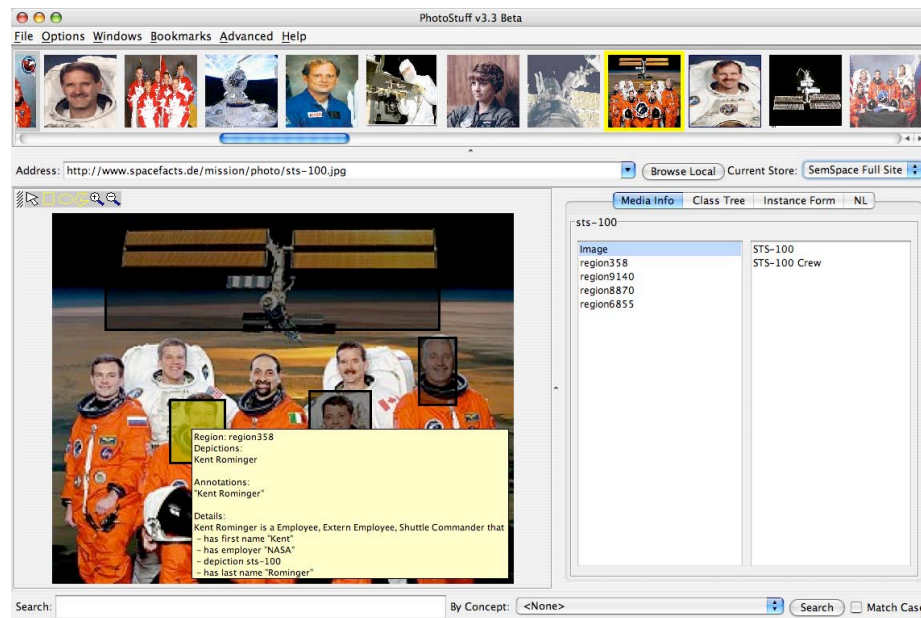 PhotoStuff v3.3 Beta
File Options Windows Bookmarks Advanced Help
Address: http://www.spacefacts.de/mission/photo/sts-100.jpg Browse Local Current Store: SemSpace Full Site
Media Info Class Tree Instance Form NL
sts-100
Image
region358
region9140
region8870
region6855
STS-100
STS-100 Crew
Region: region358
Depictions:
Kent Rominger
Annotations:
"Kent Rominger"
Details:
Kent Rominger is a Employee, Extern Employee, Shuttle Commander that
- has first name "Kent"
- has employer "NASA"
- depiction sts-100
- has last name "Rominger"
Search: By Concept: <None> Search Match Case